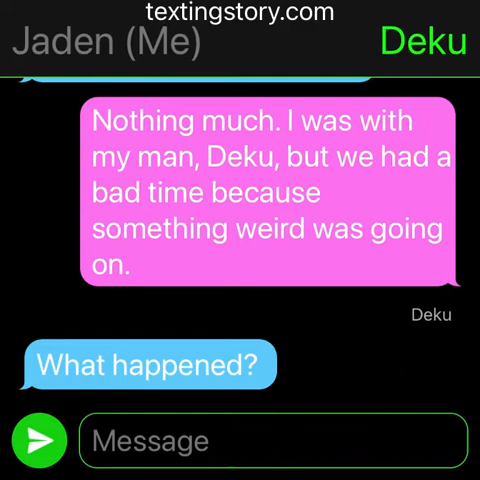 textingstory.com
Jaden (Me) Deku
Nothing much. I was with
my man, Deku, but we had a
bad time because
something weird was going
on.
Deku
What happened?
Message